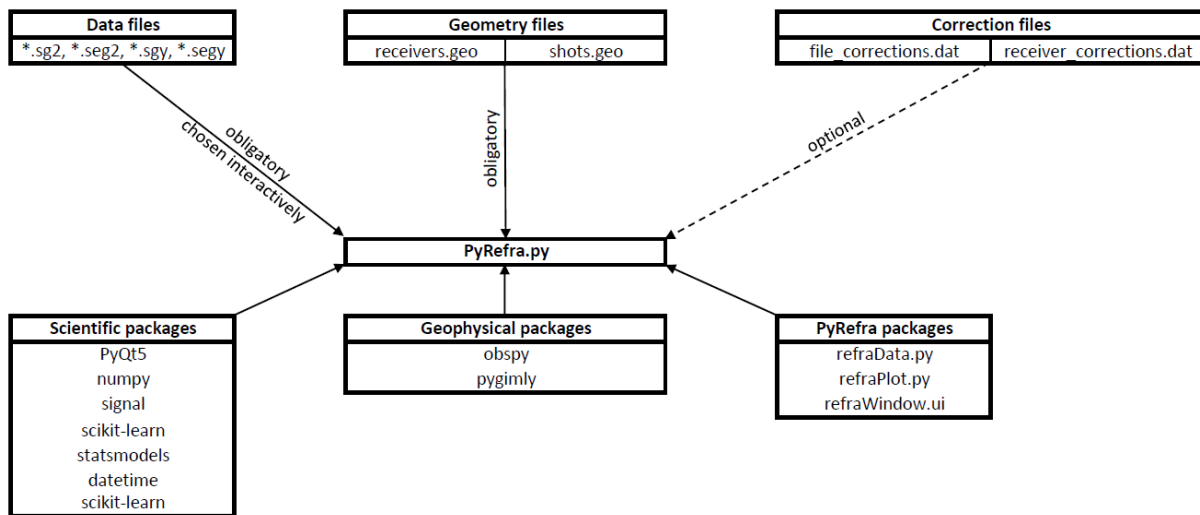 Data files
*.sg2, *.seg2, *.sgy, *.segy
Geometry files
receivers.geo shots.geo
Correction files
file_corrections.dat receiver_corrections.dat
obligatory
chosen interactively
obligatory
optional
PyRefra.py
Scientific packages
PyQt5
numpy
signal
scikit-learn
statsmodels
datetime
scikit-learn
Geophysical packages
obspy
pygimly
PyRefra packages
refraData.py
refraPlot.py
refraWindow.ui